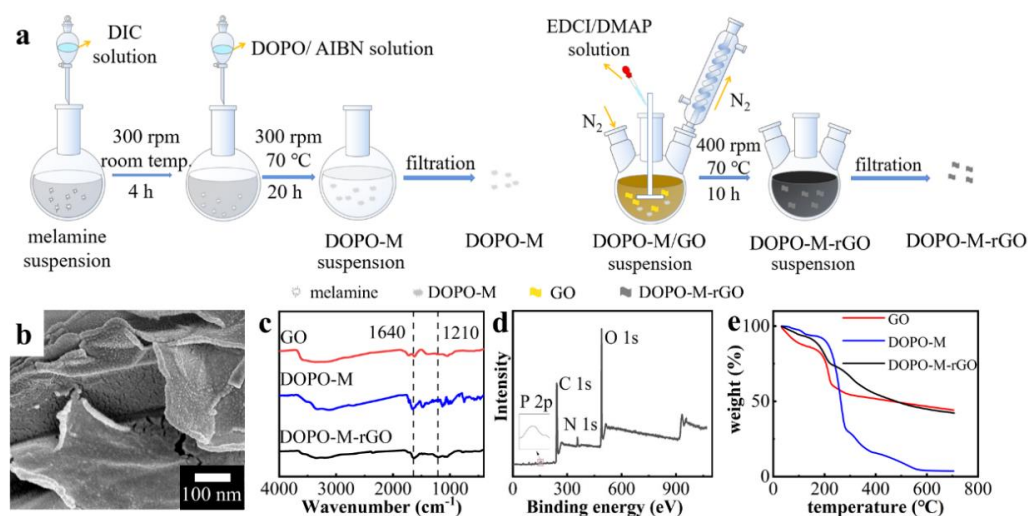 a
DIC
solution
DOPO/ AIBN solution
EDCI/DMAP
solution
N2
N2
300 rpm
room temp.
4 h
300 rpm
70 °C
20 h
filtration
400 rpm
70 °C
10 h
filtration
melamine
suspension
DOPO-M
suspension
DOPO-M
DOPO-M/GO
suspension
DOPO-M-rGO
suspension
DOPO-M-rGO
melamine
DOPO-M
GO
DOPO-M-rGO
b
100 nm
c
1640
1210
GO
DOPO-M
DOPO-M-rGO
4000 3000 2000 1000
Wavenumber (cm-1)
d
O 1s
C 1s
P 2p
N 1s
Intensity
0 500 1000
Binding energy (eV)
e
GO
DOPO-M
DOPO-M-rGO
100
50
0
weight (%)
0 200 400 600 800
temperature (℃)